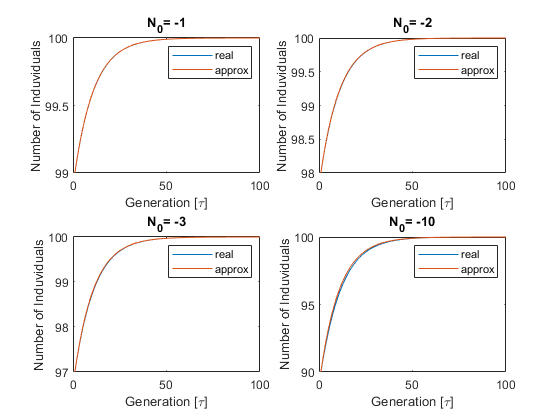 N0= -1
100
99.5
99
0
50
100
Number of Induviduals
Generation [τ]
real
approx
N0= -2
100
99.5
99
98.5
98
0
50
100
Number of Induviduals
Generation [τ]
real
approx
N0= -3
100
99
98
97
0
50
100
Number of Induviduals
Generation [τ]
real
approx
N0= -10
100
95
90
0
50
100
Number of Induviduals
Generation [τ]
real
approx